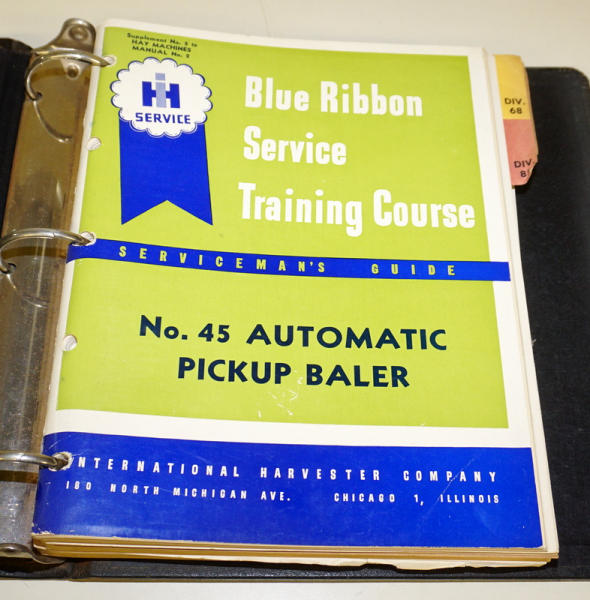 Supplement No. 5 to
HAY MACHINES
MANUAL No. 2
IH
SERVICE
Blue Ribbon
Service
Training Course
SERVICEMAN'S GUIDE
No. 45 AUTOMATIC
PICKUP BALER
INTERNATIONAL HARVESTER COMPANY
180 NORTH MICHIGAN AVE. CHICAGO 1, ILLINOIS
DIV.
68
DIV.